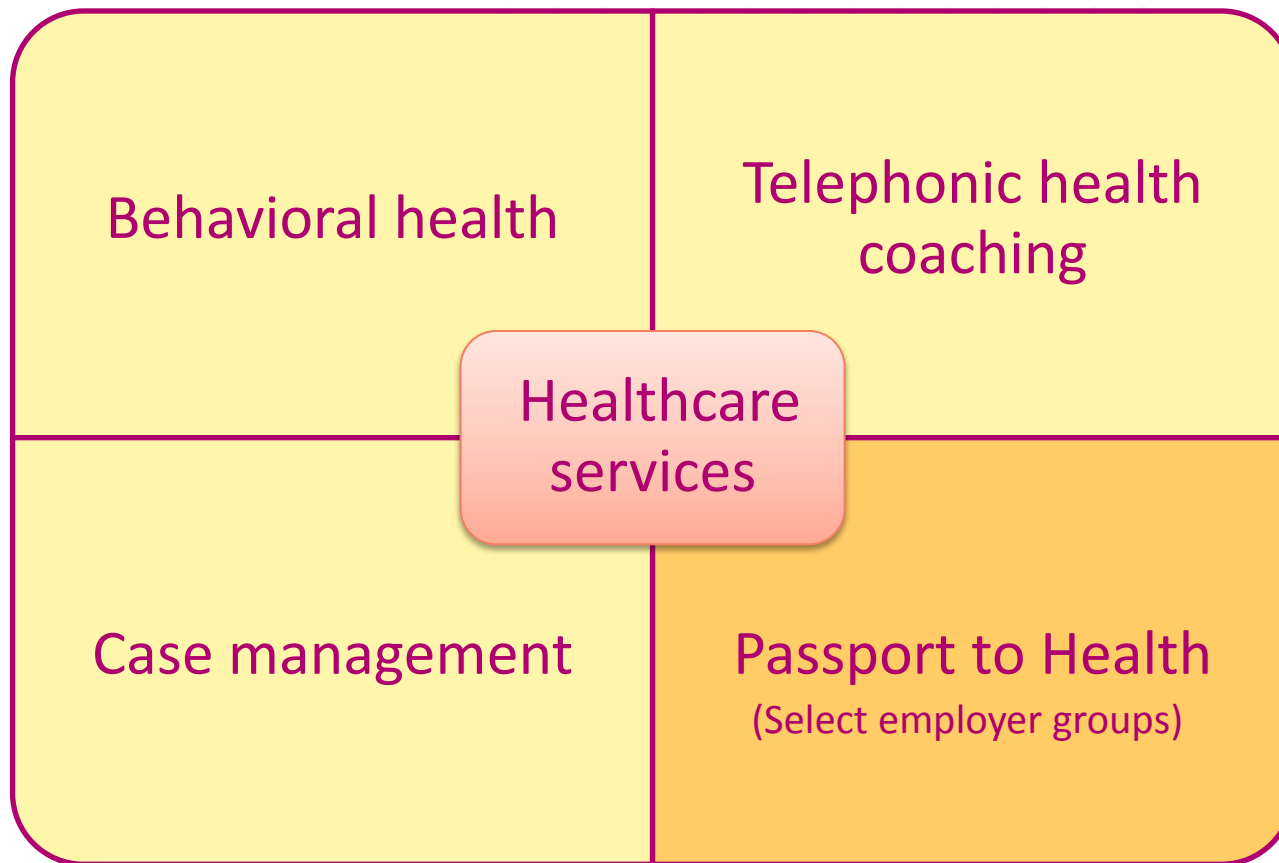 Behavioral health
Telephonic health
coaching
Healthcare
services
Case management
Passport to Health
(Select employer groups)